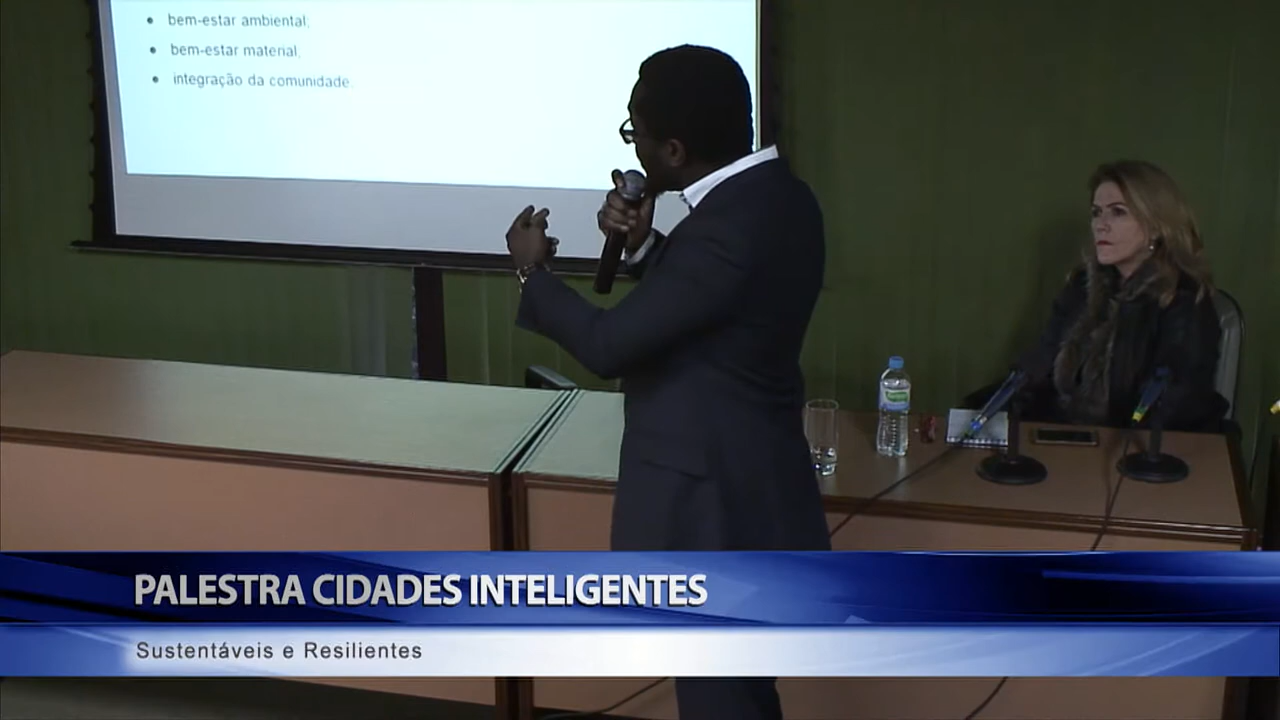 bem-estar ambiental;
bem-estar material;
integração da comunidade.
PALESTRA CIDADES INTELIGENTES
Sustentáveis e Resilientes